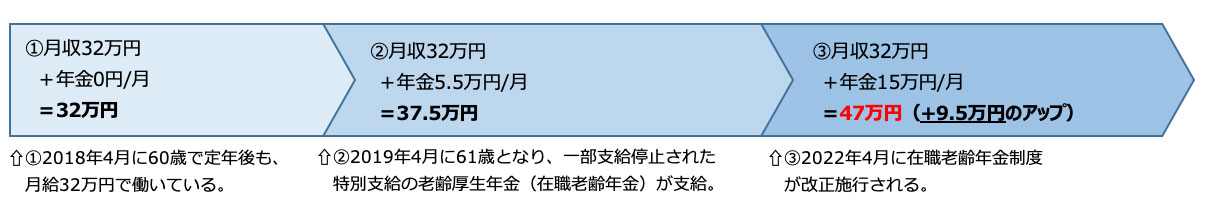 ①月収32万円
＋年金0円/月
＝32万円
②月収32万円
＋年金5.5万円/月
＝37.5万円
③月収32万円
＋年金15万円/月
＝47万円（+9.5万円のアップ）
⇧①2018年4月に60歳で定年後も、
月給32万円で働いている。
⇧②2019年4月に61歳となり、一部支給停止された
特別支給の老齢厚生年金（在職老齢年金）が支給。
⇧③2022年4月に在職老齢年金制度
が改正施行される。